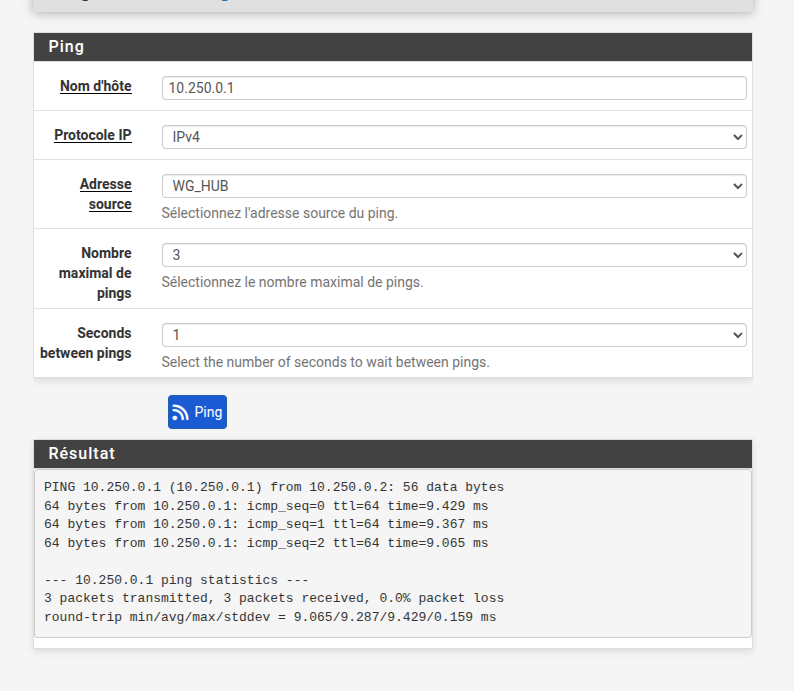 Ping
Nom d'hôte
10.250.0.1
Protocole IP
IPv4
Adresse
source
WG_HUB
Sélectionnez l'adresse source du ping.
Nombre
maximal de
pings
3
Sélectionnez le nombre maximal de pings.
Seconds
between pings
1
Select the number of seconds to wait between pings.
Ping
Résultat
PING 10.250.0.1 (10.250.0.1) from 10.250.0.2: 56 data bytes
64 bytes from 10.250.0.1: icmp_seq=0 ttl=64 time=9.429 ms
64 bytes from 10.250.0.1: icmp_seq=1 ttl=64 time=9.367 ms
64 bytes from 10.250.0.1: icmp_seq=2 ttl=64 time=9.065 ms
--- 10.250.0.1 ping statistics ---
3 packets transmitted, 3 packets received, 0.0% packet loss
round-trip min/avg/max/stddev = 9.065/9.287/9.429/0.159 ms